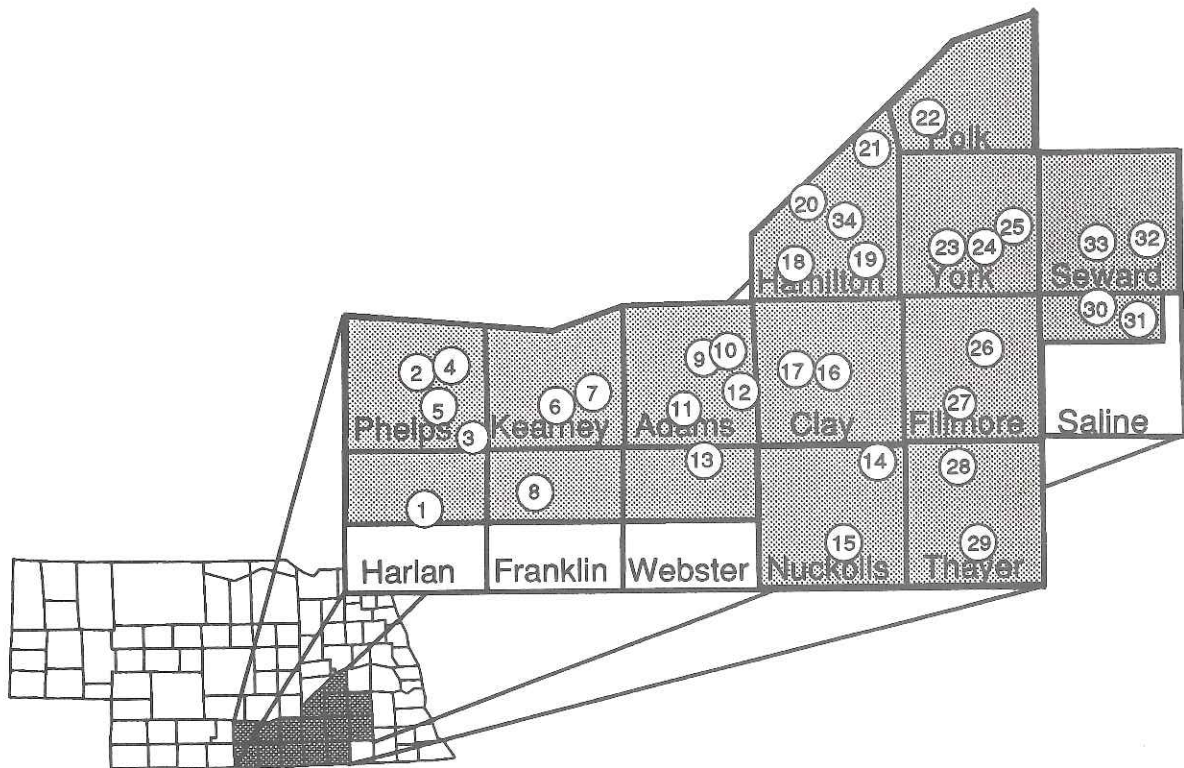 22
Polk
21
20
34
25
23
24
33
32
18
19
Hamilton
York
Seward
30
31
26
2
4
9
10
17
16
5
6
7
11
12
27
Phelps
3
Kearney
Adams
Clay
Fillmore
Saline
13
14
28
8
1
15
29
Harlan
Franklin
Webster
Nuckolls
Thayer